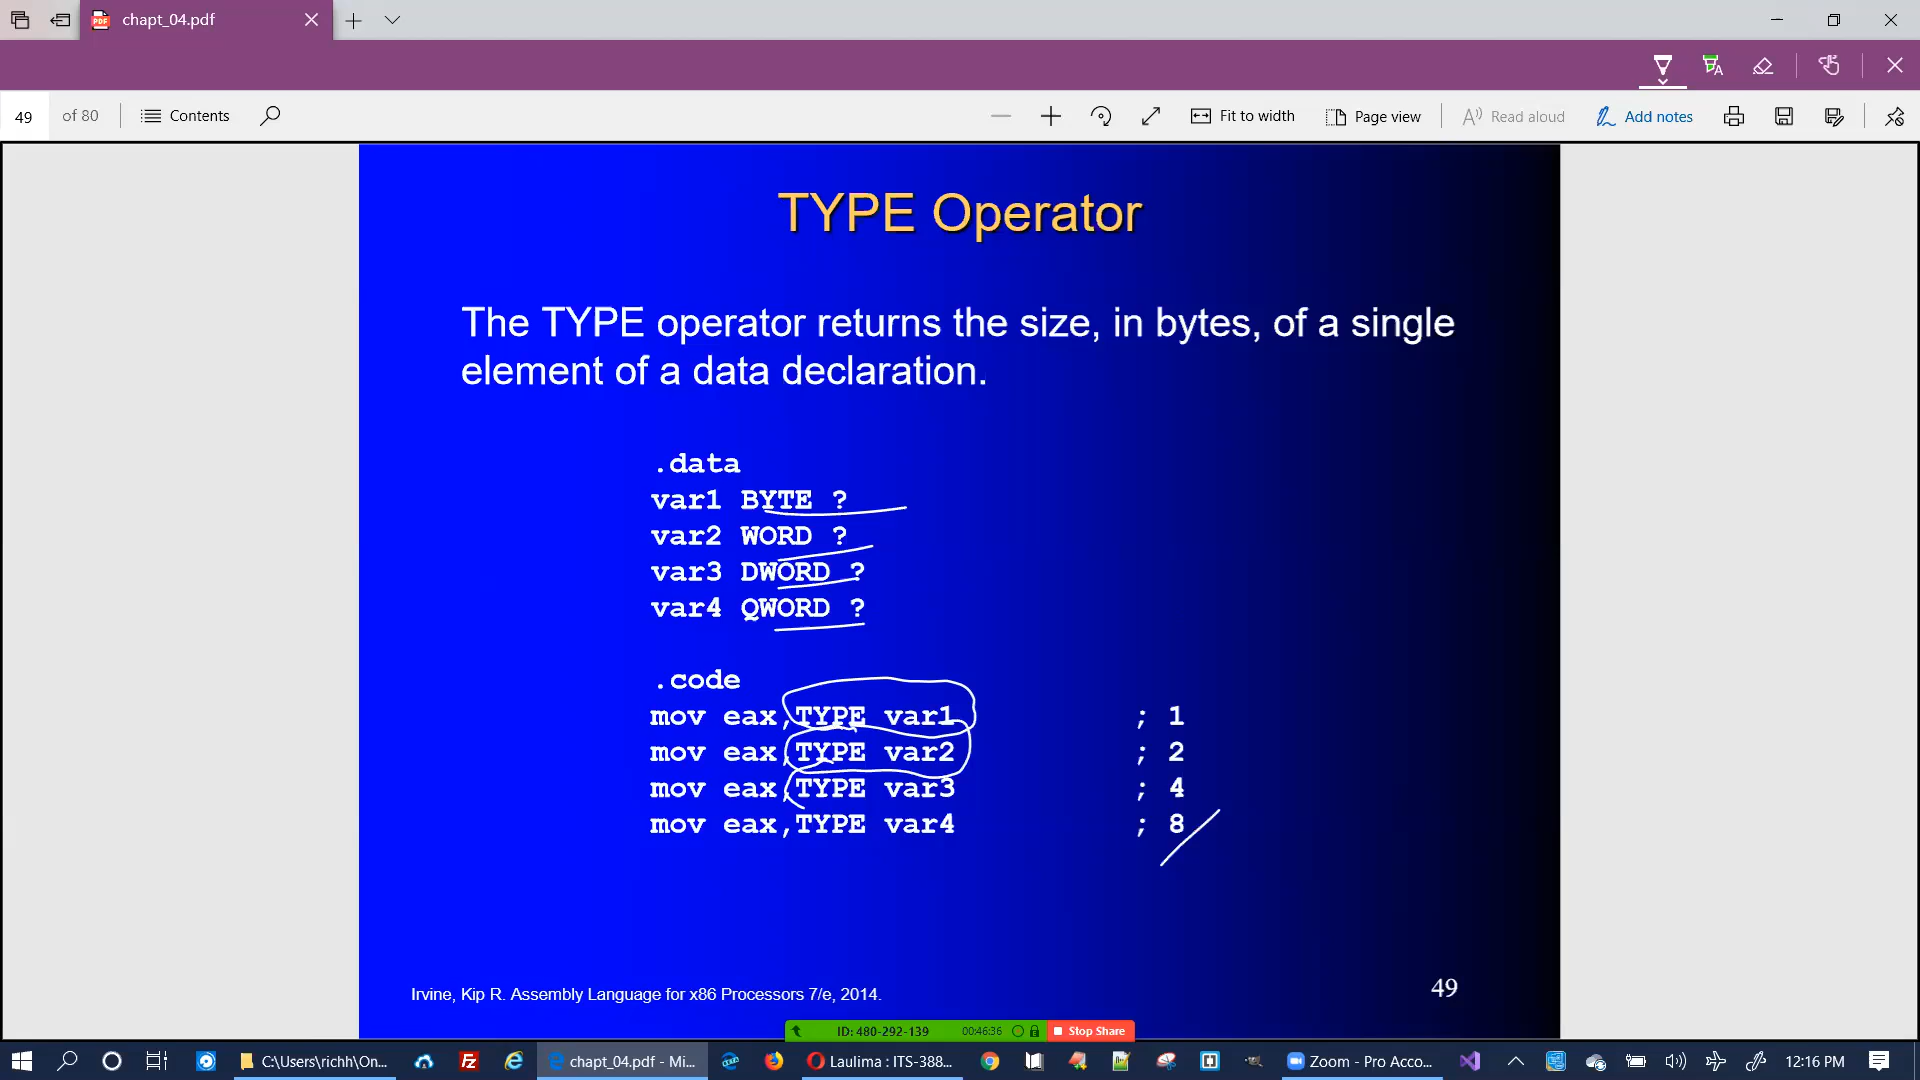 chapt_04.pdf
49 of 80 Contents Fit to width Page view Read aloud Add notes
TYPE Operator
The TYPE operator returns the size, in bytes, of a single
element of a data declaration.
.data
var1 BYTE ?
var2 WORD ?
var3 DWORD ?
var4 QWORD ?
.code
mov eax,TYPE var1 ; 1
mov eax,TYPE var2 ; 2
mov eax,TYPE var3 ; 4
mov eax,TYPE var4 ; 8
Irvine, Kip R. Assembly Language for x86 Processors 7/e, 2014.
49
ID: 480-292-139 00:46:36 Stop Share
C:\Users\richh\On... chapt_04.pdf - Mi... Laulima : ITS-388... Zoom - Pro Acco... 12:16 PM